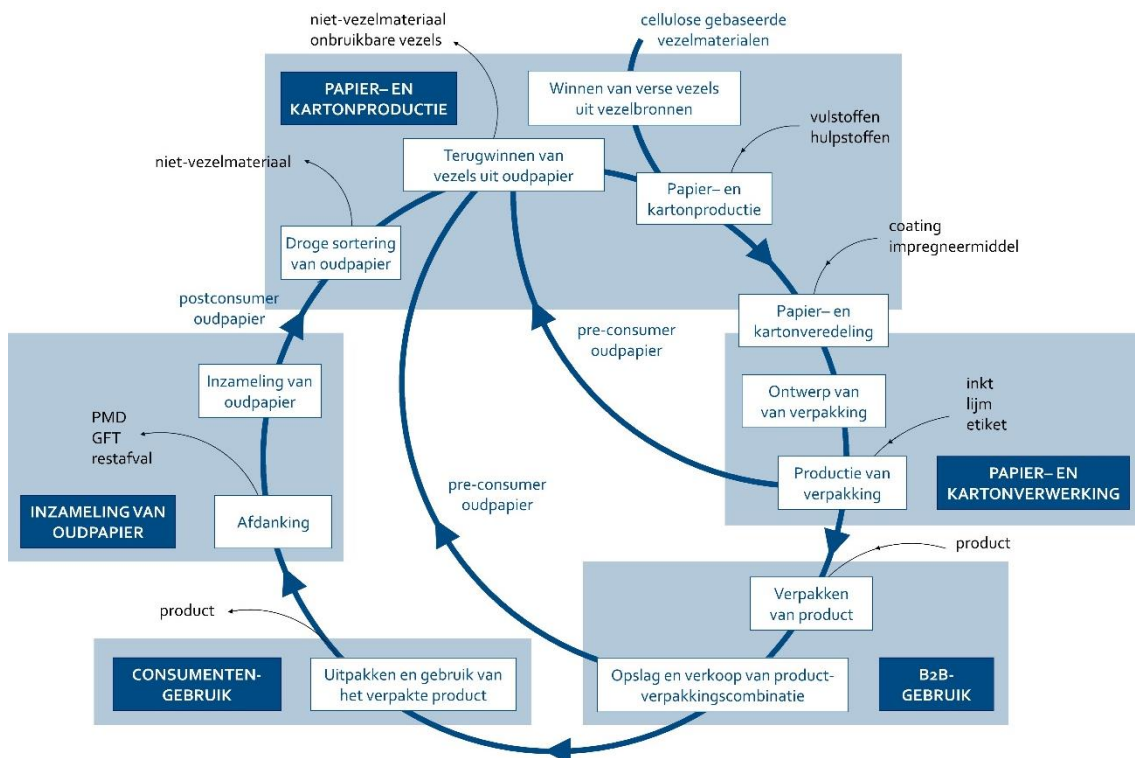 niet-vezelmateriaal
onbruikbare vezels
cellulose gebaseerde
vezelmaterialen
PAPIER– EN
KARTONPRODUCTIE
Winnen van verse vezels
uit vezelbronnen
vulstoffen
hulpstoffen
niet-vezelmateriaal
Terugwinnen van
vezels uit oudpapier
Papier– en
kartonproductie
Droge sortering
van oudpapier
coating
impregneermiddel
postconsumer
oudpapier
Papier– en
kartonveredeling
pre-consumer
oudpapier
Inzameling van
oudpapier
Ontwerp van
van verpakking
inkt
lijm
etiket
PMD
GFT
restafval
Productie van
verpakking
PAPIER– EN
KARTONVERWERKING
pre-consumer
oudpapier
INZAMELING VAN
OUDPAPIER
Afdanking
product
Verpakken
van product
product
CONSUMENTEN-
GEBRUIK
Uitpakken en gebruik van
het verpakte product
Opslag en verkoop van product-
verpakkingscombinatie
B2B-
GEBRUIK